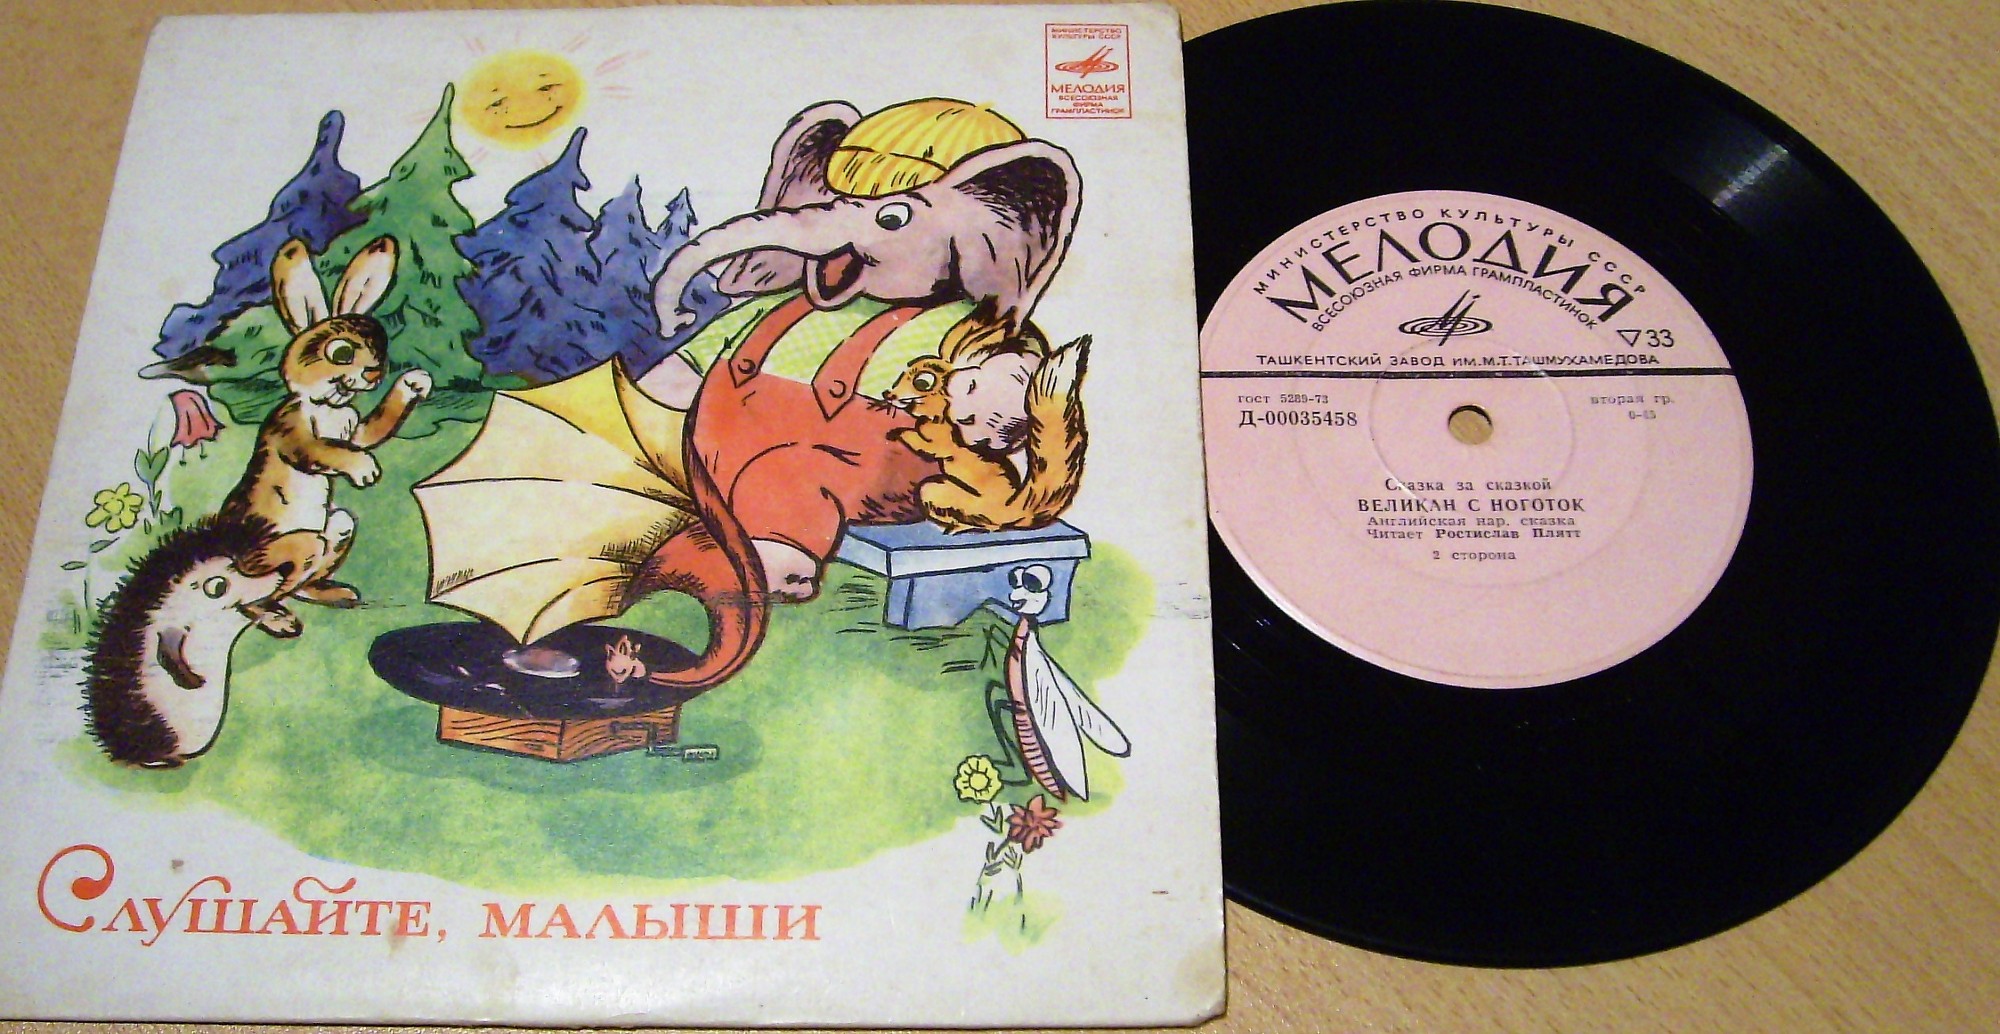 МИНИСТЕРСТВО
КУЛЬТУРЫ СССР
МЕЛОДИЯ
ВСЕСОЮЗНАЯ
ФИРМА
ГРАМПЛАСТИНОК
Слушайте, малыши
МИНИСТЕРСТВО КУЛЬТУРЫ СССР
МЕЛОДИЯ
ВСЕСОЮЗНАЯ ФИРМА ГРАМПЛАСТИНОК
33
ТАШКЕНТСКИЙ ЗАВОД ИМ.М.Т.ТАШМУХАМЕДОВА
гост 5289-73
Д-00035458
вторая гр.
0-45
Сказка за сказкой
ВЕЛИКАН С НОГОТОК
Английская нар. сказка
Читает Ростислав Плятт
2 сторона